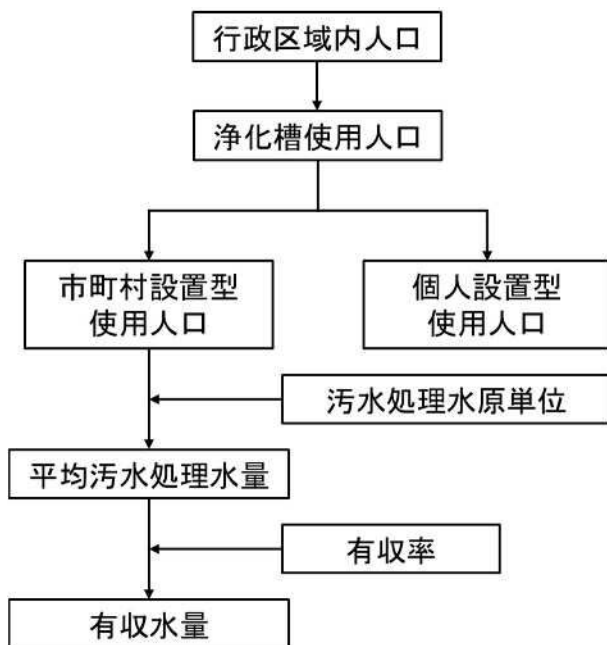 行政区域内人口
浄化槽使用人口
市町村設置型
使用人口
個人設置型
使用人口
汚水処理水原単位
平均汚水処理水量
有収率
有収水量